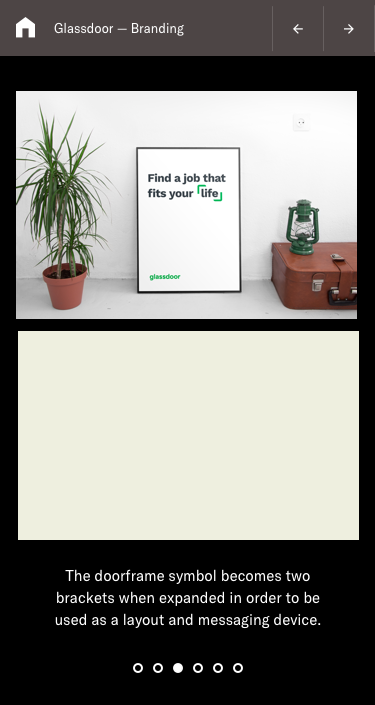 Glassdoor — Branding
Find a job that
fits your life
glassdoor
The doorframe symbol becomes two
brackets when expanded in order to be
used as a layout and messaging device.